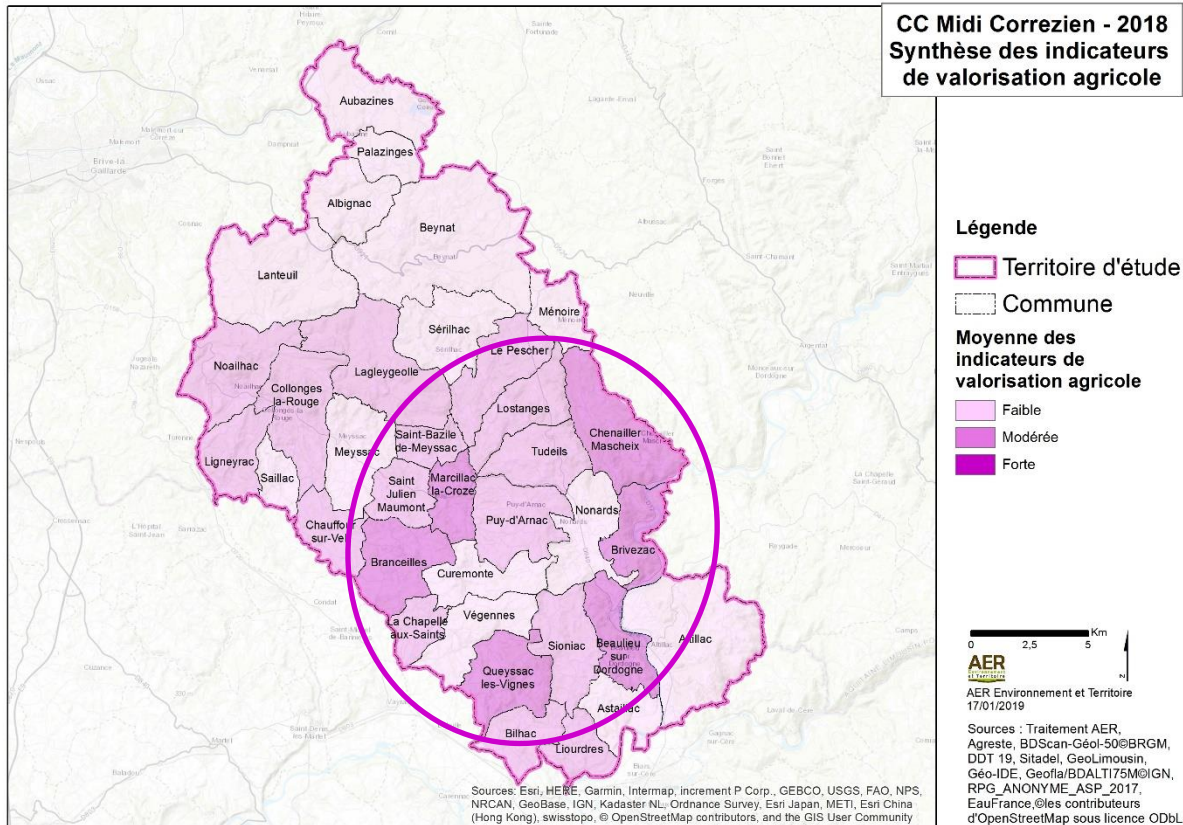 CC Midi Correzien - 2018
Synthèse des indicateurs
de valorisation agricole
Aubazines
Palazinges
Albignac
Beynat
Lanteuil
Ménoire
Sérilhac
Le Pescher
Noailhac
Collonges
la-Rouge
Lagleygeolle
Lostanges
Chenailler
Mascheix
Saint-Bazile
de-Meyssac
Meyssac
Tudeils
Ligneyrac
Saillac
Saint
Julien
Maumont
Marcillac
la-Croze
Nonards
Puy-d'Arnac
Chauffour
sur-Vell
Branceilles
Brivezac
Curemonte
Végennes
La Chapelle
aux-Saints
Sioniac
Beaulieu
sur
Dordogne
Altillac
Queyssac
les-Vignes
Astaillac
Bilhac
Liourdres
Brive-la
Gaillarde
Légende
Territoire d'étude
Commune
Moyenne des
indicateurs de
valorisation agricole
Faible
Modérée
Forte
Km
0 2,5 5
N
AER
Environnement
et Territoire
AER Environnement et Territoire
17/01/2019
Sources : Traitement AER,
Agreste, BDScan-Géol-50©BRGM,
DDT 19, Sitadel, GeoLimousin,
Géo-IDE, Geofla/BDALTI75M©IGN,
RPG_ANONYME_ASP_2017,
EauFrance,©les contributeurs
d'OpenStreetMap sous licence ODbL
Sources: Esri, HERE, Garmin, Intermap, increment P Corp., GEBCO, USGS, FAO, NPS,
NRCAN, GeoBase, IGN, Kadaster NL, Ordnance Survey, Esri Japan, METI, Esri China
(Hong Kong), swisstopo, © OpenStreetMap contributors, and the GIS User Community